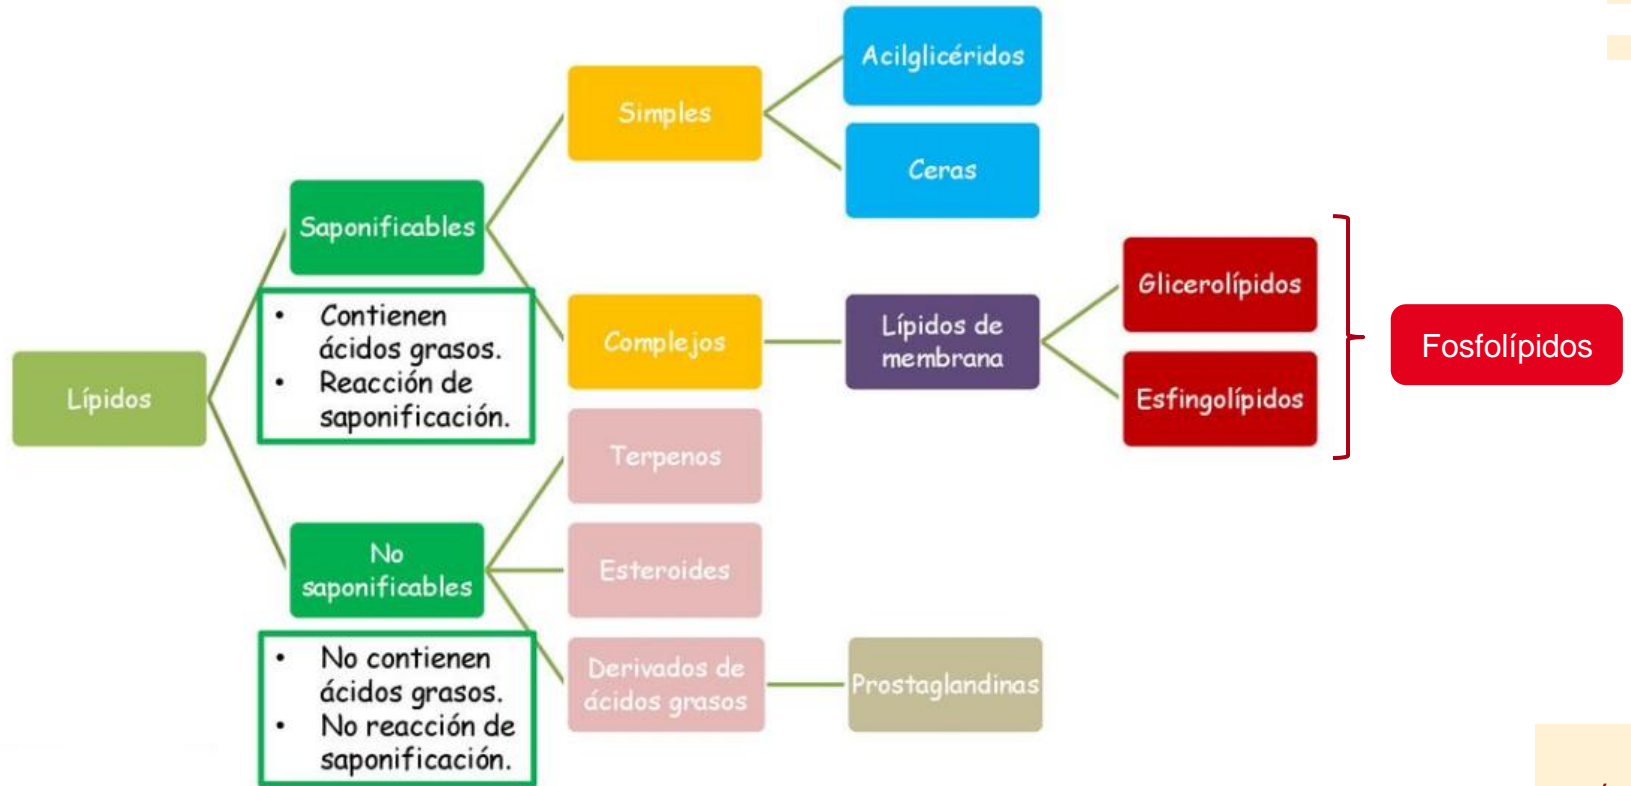 Lípidos
Saponificables
• Contienen
ácidos grasos.
• Reacción de
saponificación.
No
saponificables
• No contienen
ácidos grasos.
• No reacción de
saponificación.
Simples
Complejos
Terpenos
Esteroides
Derivados de
ácidos grasos
Acilglicéridos
Ceras
Lípidos de
membrana
Prostaglandinas
Glicerolípidos
Esfingolípidos
Fosfolípidos